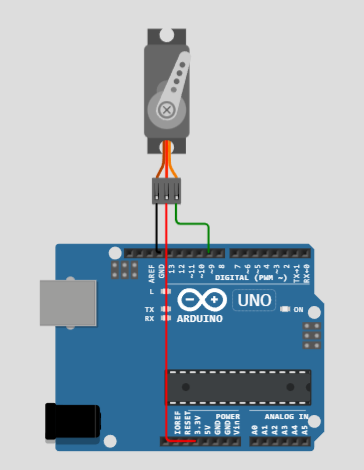 AREF
GND
13
12
~11
~10
~9
8
7
~6
~5
4
~3
2
TX→1
RX←0
DIGITAL (PWM ~)
L
TX
RX
UNO
ON
ARDUINO
IOREF
RESET
3.3V
5V
GND
GND
Vin
POWER
ANALOG IN
A0
A1
A2
A3
A4
A5